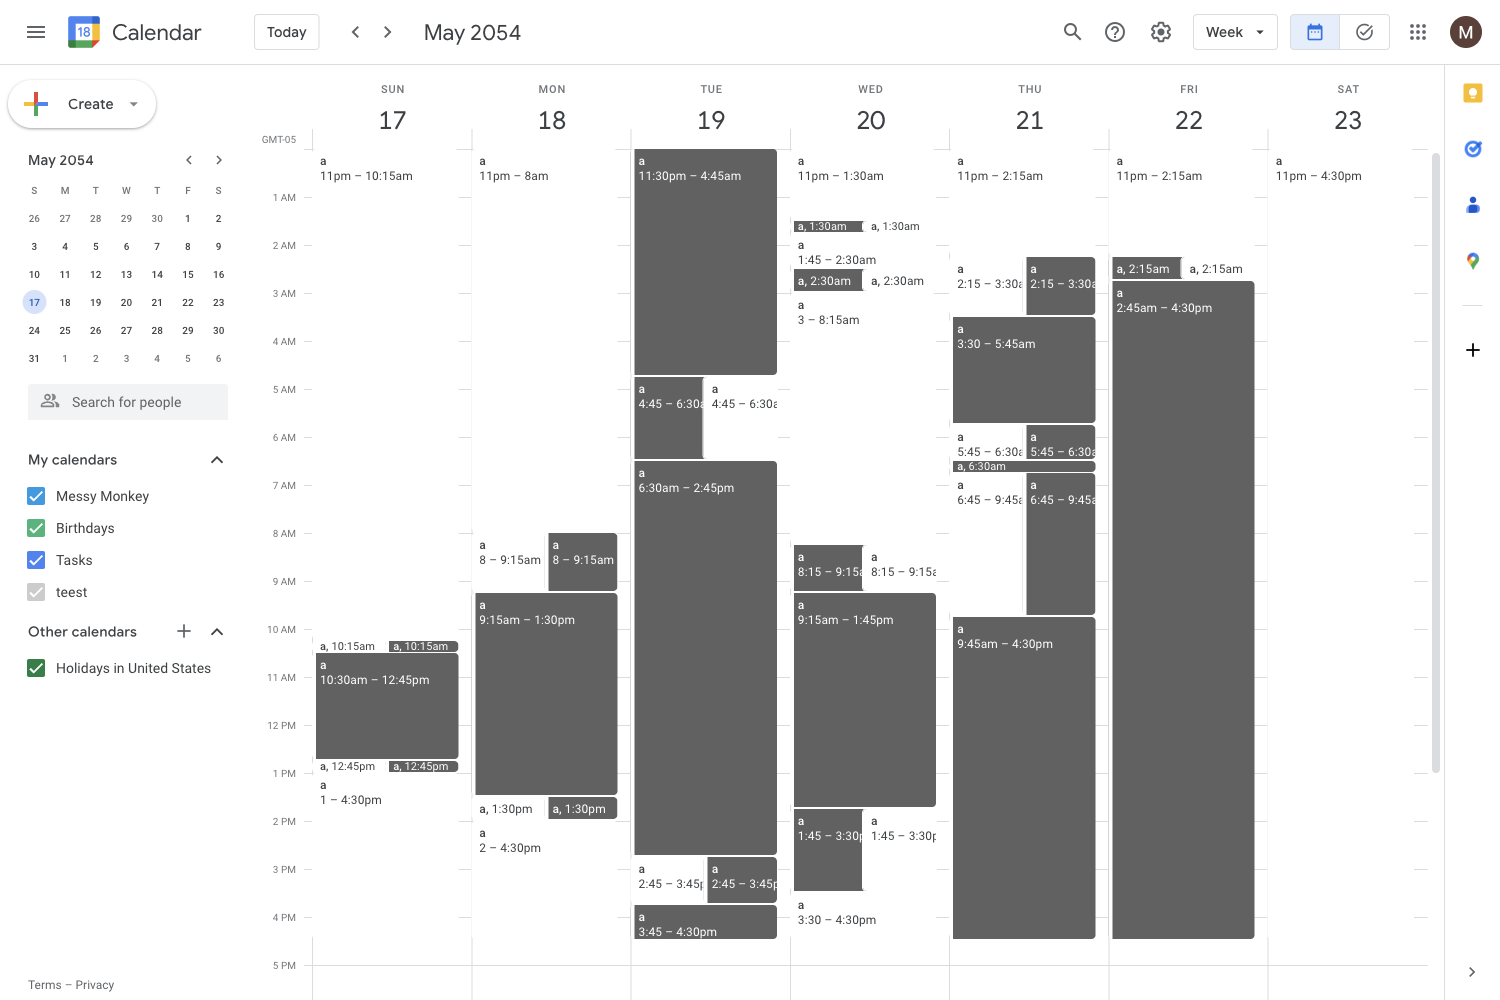 18 Calendar Today May 2054 Week M
Create
May 2054
S M T W T F S
26 27 28 29 30 1 2
3 4 5 6 7 8 9
10 11 12 13 14 15 16
17 18 19 20 21 22 23
24 25 26 27 28 29 30
31 1 2 3 4 5 6
Search for people
My calendars
Messy Monkey
Birthdays
Tasks
teest
Other calendars
Holidays in United States
Terms – Privacy
GMT-05
1 AM
2 AM
3 AM
4 AM
5 AM
6 AM
7 AM
8 AM
9 AM
10 AM
11 AM
12 PM
1 PM
2 PM
3 PM
4 PM
5 PM
SUN
17
a
11pm – 10:15am
a, 10:15am
a, 10:15am
a
10:30am – 12:45pm
a, 12:45pm
a, 12:45pm
a
1 – 4:30pm
MON
18
a
11pm – 8am
a
8 – 9:15am
a
8 – 9:15am
a
9:15am – 1:30pm
a, 1:30pm
a, 1:30pm
a
2 – 4:30pm
TUE
19
a
11:30pm – 4:45am
a
4:45 – 6:30a
a
4:45 – 6:30a
a
6:30am – 2:45pm
a
2:45 – 3:45p
a
2:45 – 3:45p
a
3:45 – 4:30pm
WED
20
a
11pm – 1:30am
a, 1:30am
a, 1:30am
a
1:45 – 2:30am
a, 2:30am
a, 2:30am
a
3 – 8:15am
a
8:15 – 9:15a
a
8:15 – 9:15a
a
9:15am – 1:45pm
a
1:45 – 3:30p
a
1:45 – 3:30p
a
3:30 – 4:30pm
THU
21
a
11pm – 2:15am
a
2:15 – 3:30a
a
2:15 – 3:30a
a
3:30 – 5:45am
a
5:45 – 6:30a
a
5:45 – 6:30a
a, 6:30am
a
6:45 – 9:45a
a
6:45 – 9:45a
a
9:45am – 4:30pm
FRI
22
a
11pm – 2:15am
a, 2:15am
a, 2:15am
a
2:45am – 4:30pm
SAT
23
a
11pm – 4:30pm